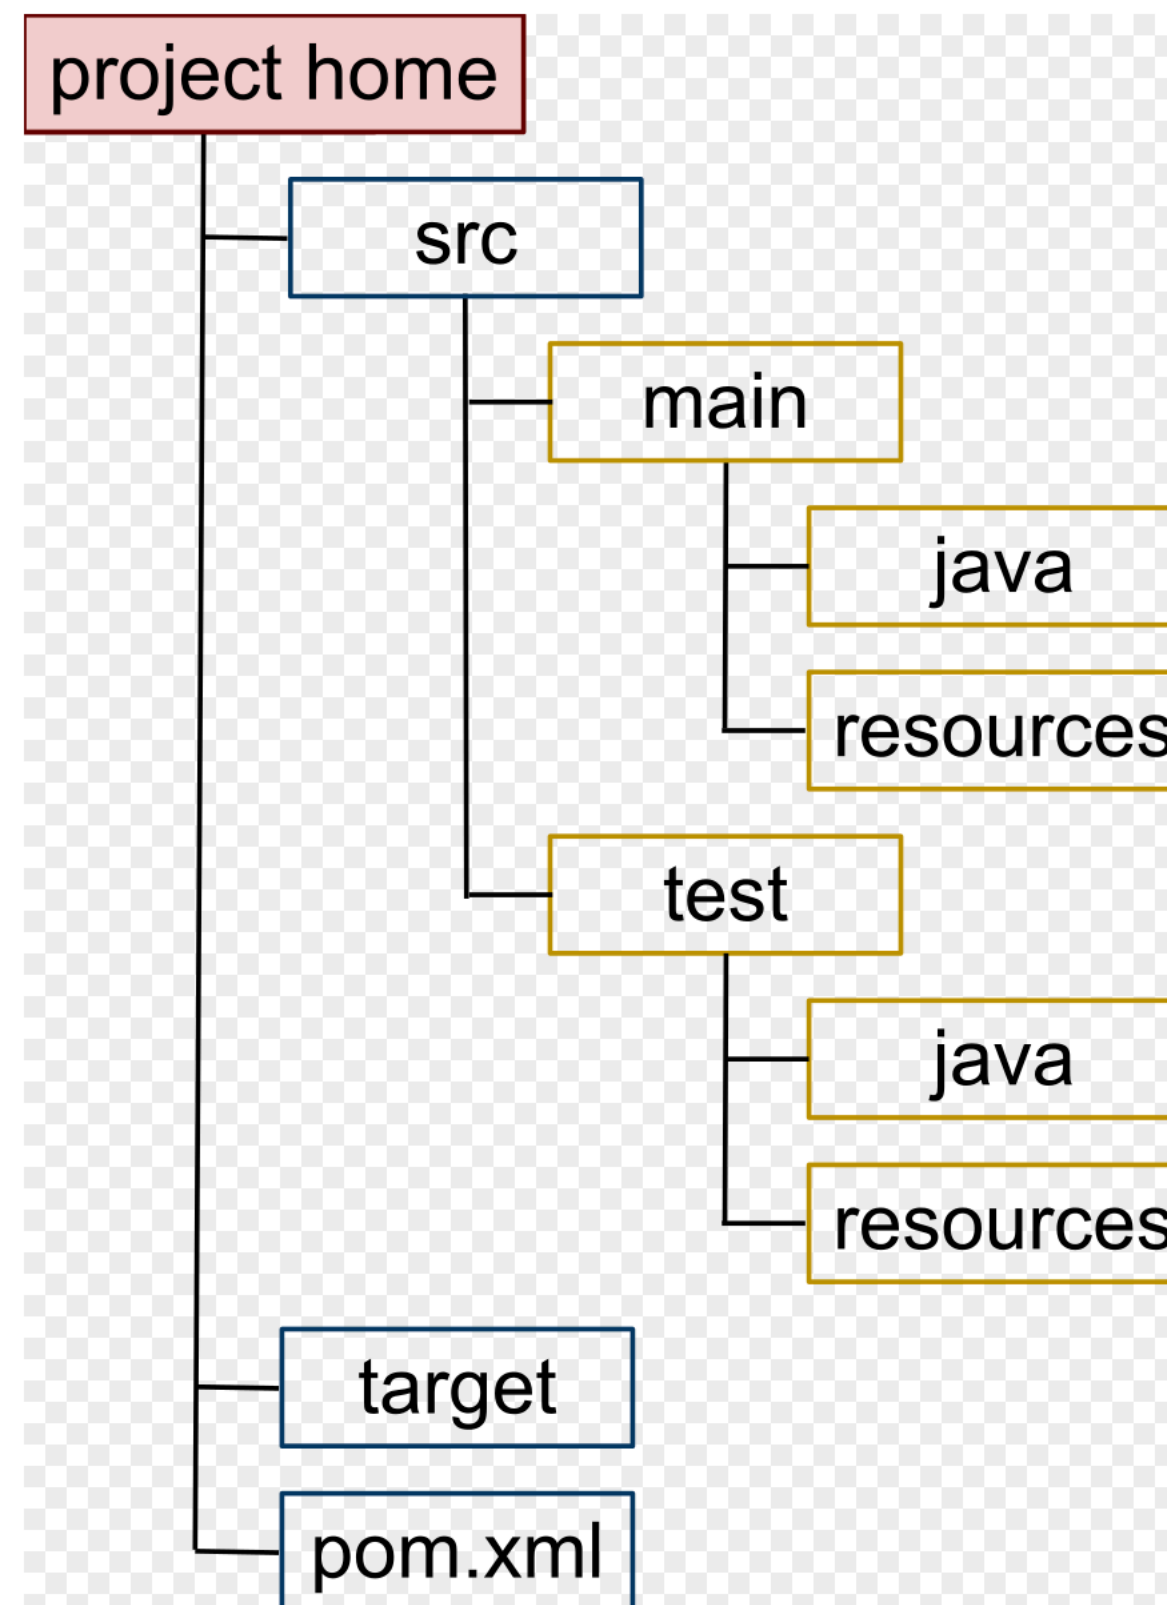 project home
src
main
java
resources
test
java
resources
target
pom.xml